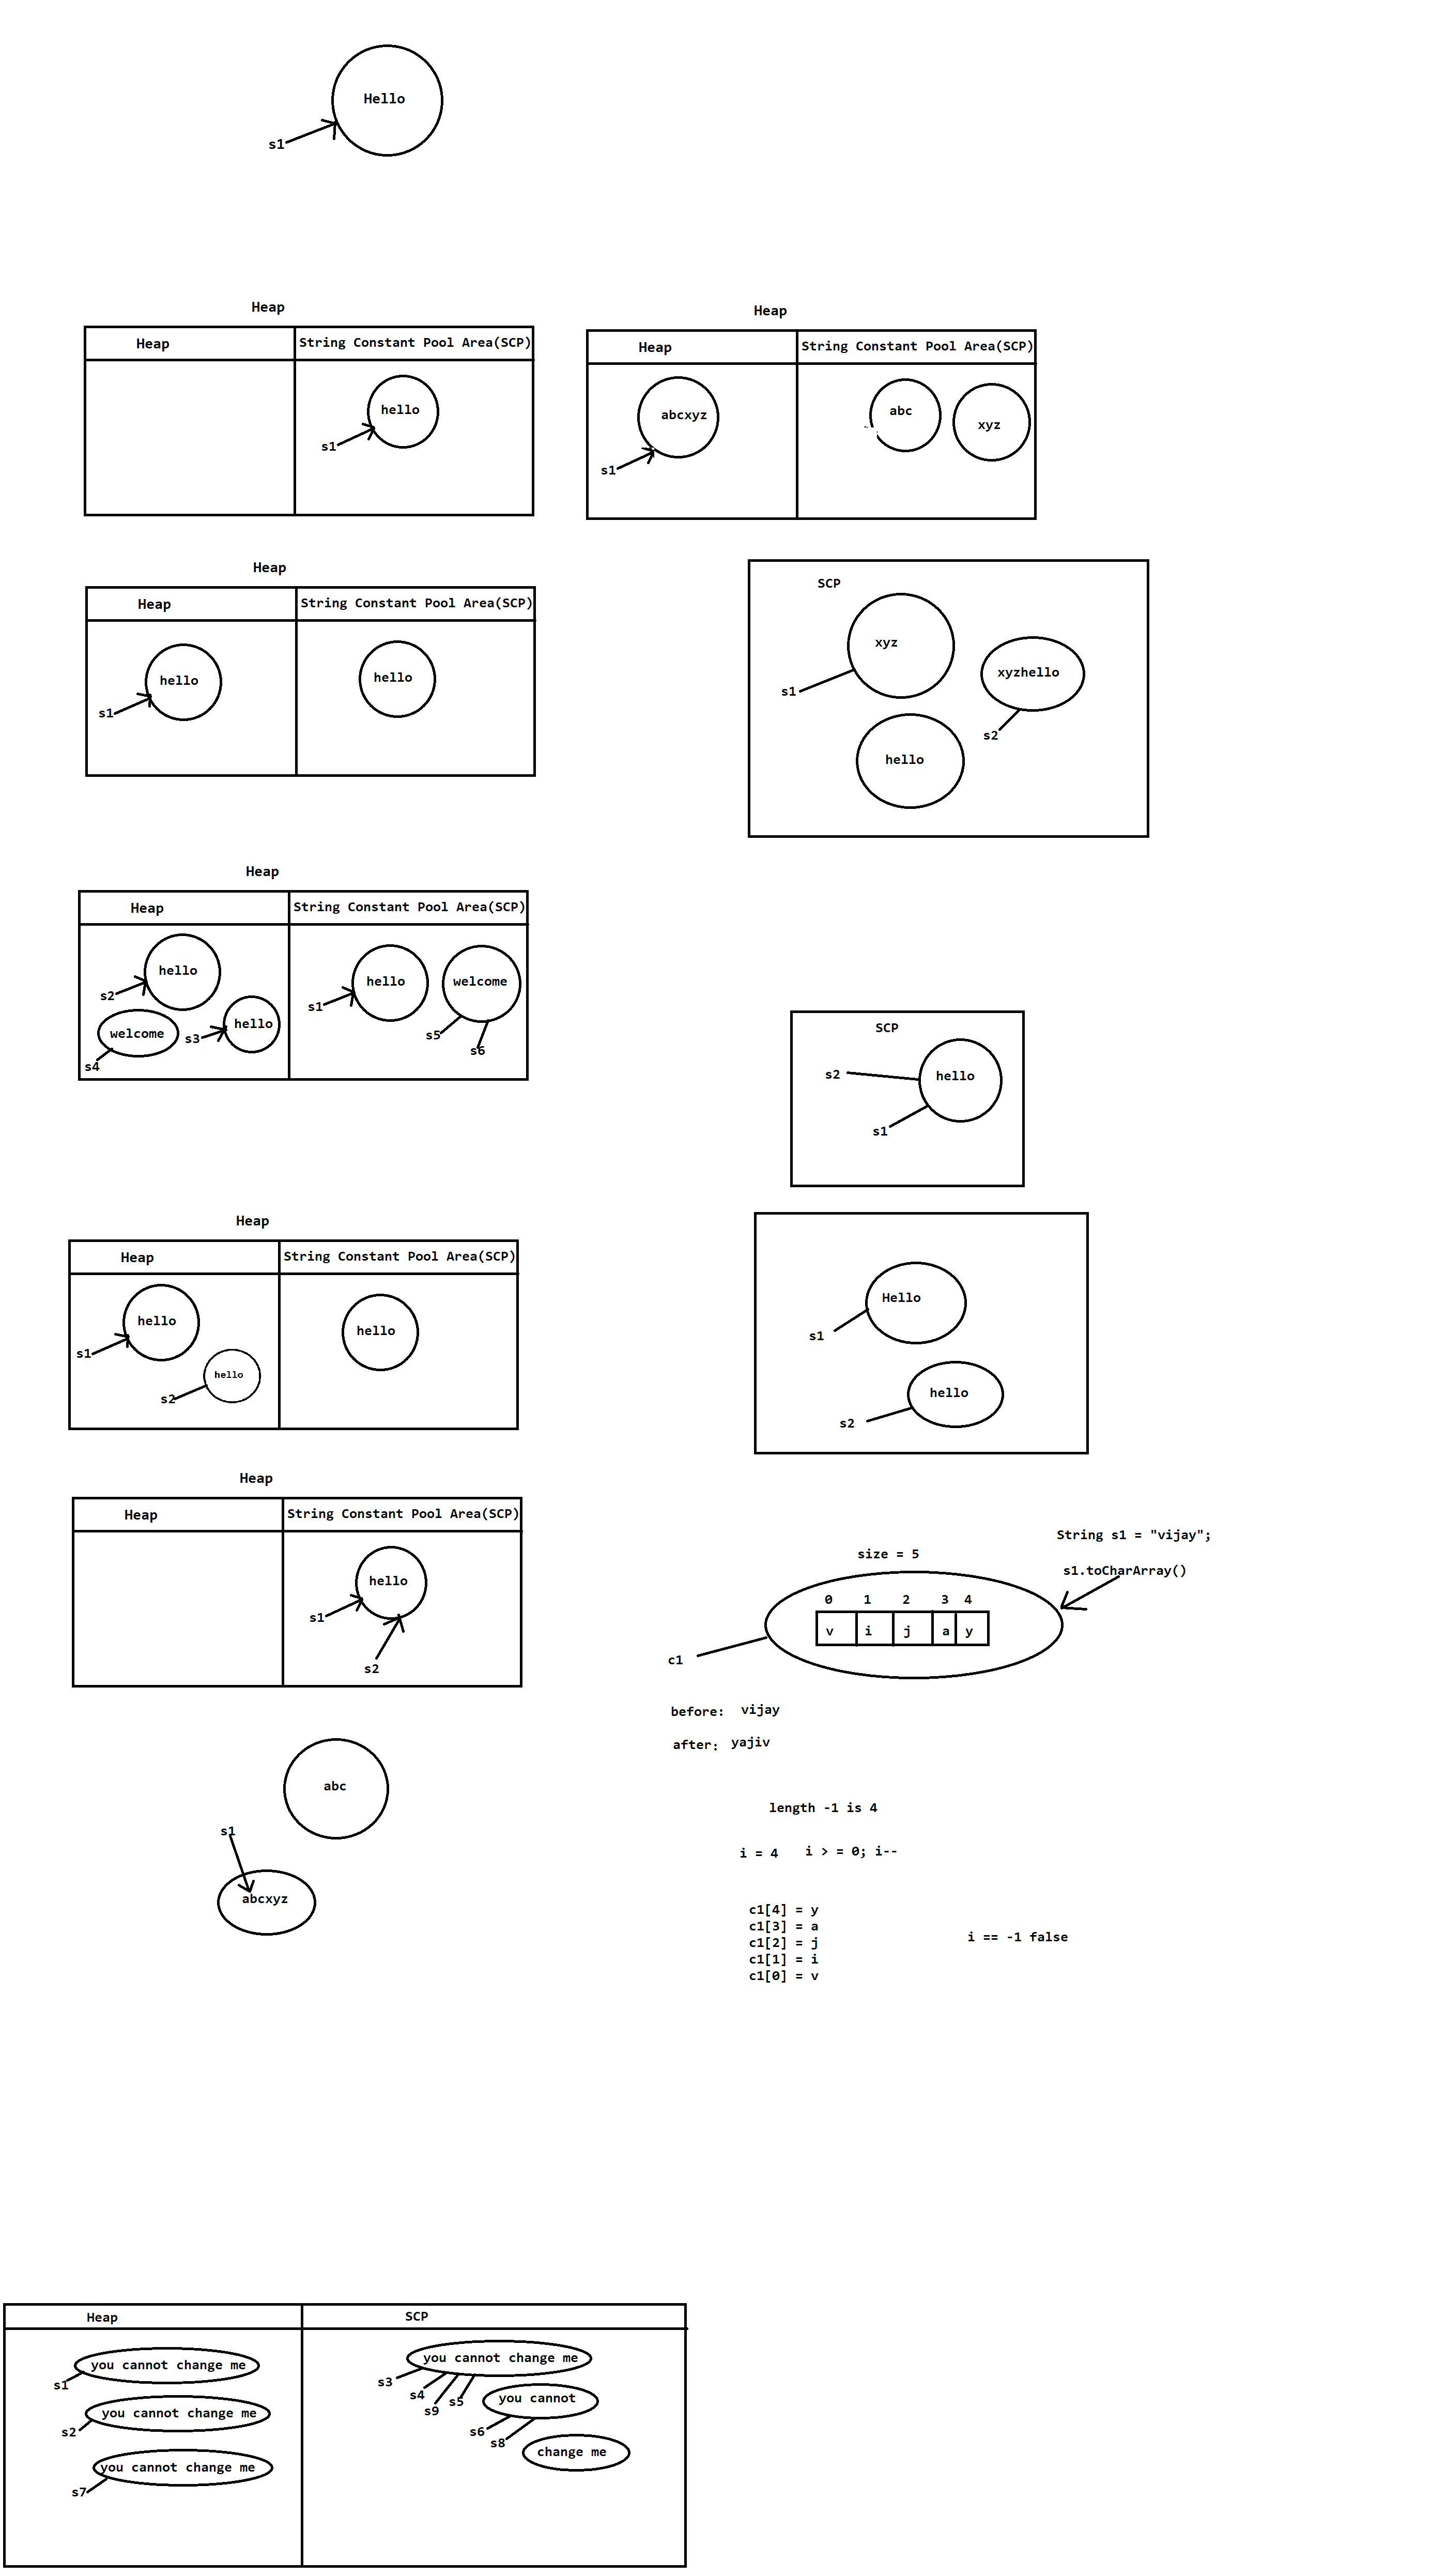 Hello
s1
Heap
Heap
String Constant Pool Area(SCP)
hello
s1
Heap
Heap
String Constant Pool Area(SCP)
abcxyz
s1
abc
xyz
Heap
Heap
String Constant Pool Area(SCP)
hello
s1
hello
SCP
xyz
s1
xyzhello
s2
hello
Heap
Heap
String Constant Pool Area(SCP)
hello
s2
hello
s3
welcome
s4
hello
s1
welcome
s5
s6
SCP
s2
hello
s1
Heap
Heap
String Constant Pool Area(SCP)
hello
s1
hello
s2
hello
Hello
s1
hello
s2
Heap
Heap
String Constant Pool Area(SCP)
hello
s1
s2
String s1 = "vijay";
size = 5
s1.toCharArray()
0 1 2 3 4
v i j a y
c1
before: vijay
after: yajiv
abc
s1
abcxyz
length -1 is 4
i = 4 i > = 0; i--
c1[4] = y
c1[3] = a
c1[2] = j
c1[1] = i
c1[0] = v
i == -1 false
Heap
SCP
you cannot change me
s1
you cannot change me
s2
you cannot change me
s7
you cannot change me
s3
s4
s9
s5
you cannot
s6
s8
change me